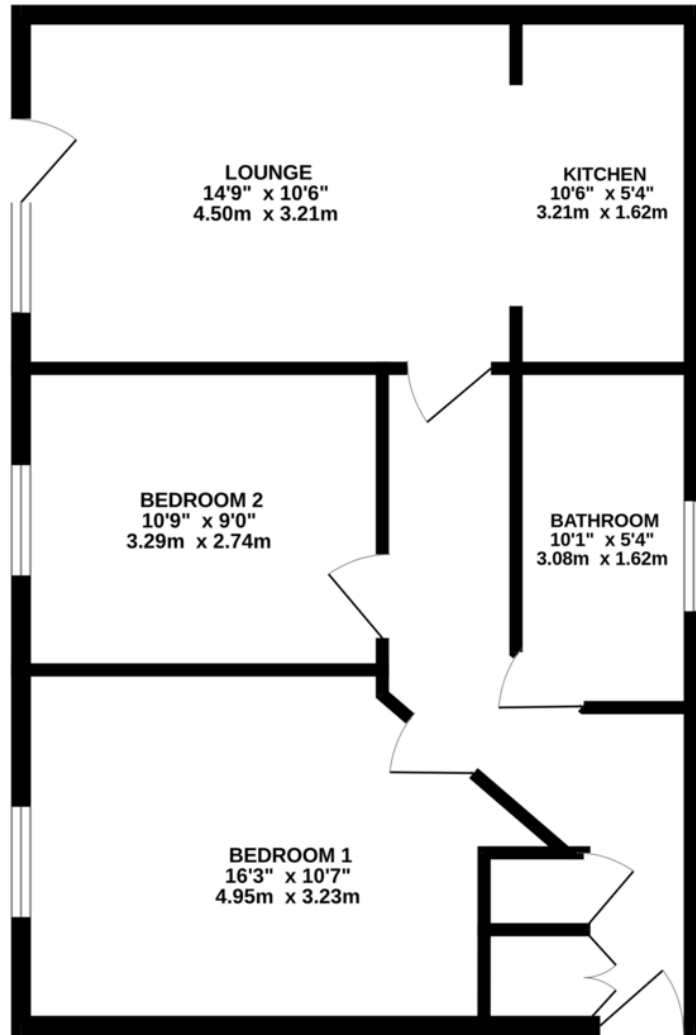 LOUNGE
14'9" x 10'6"
4.50m x 3.21m
KITCHEN
10'6" x 5'4"
3.21m x 1.62m
BEDROOM 2
10'9" x 9'0"
3.29m x 2.74m
BATHROOM
10'1" x 5'4"
3.08m x 1.62m
BEDROOM 1
16'3" x 10'7"
4.95m x 3.23m